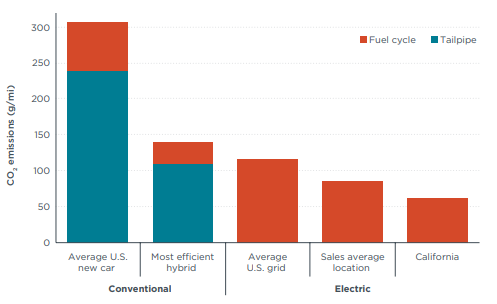 300
250
200
150
100
50
0
CO2 emissions (g/mi)
Fuel cycle Tailpipe
Average U.S. Most efficient Average Sales average California
new car hybrid U.S. grid location
Conventional Electric